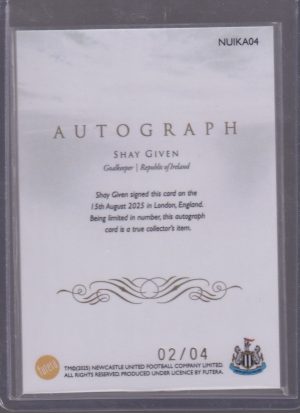 NUIKA04
AUTOGRAPH
SHAY GIVEN
Goalkeeper | Republic of Ireland
Shay Given signed this card on the
15th August 2025 in London, England.
Being limited in number, this autograph
card is a true collector's item.
02/04
futera
TM©(2025) NEWCASTLE UNITED FOOTBALL COMPANY LIMITED.
ALL RIGHTS RESERVED. PRODUCED UNDER LICENCE BY FUTERA.